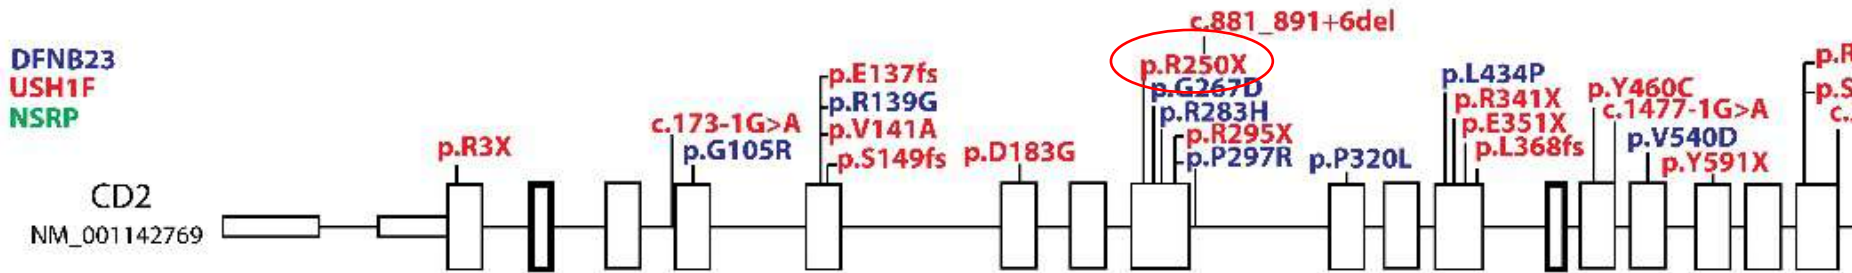 DFNB23
USH1F
NSRP
CD2
NM_001142769
p.R3X
c.173-1G>A
p.G105R
p.E137fs
p.R139G
p.V141A
p.S149fs
p.D183G
c.881_891+6del
p.R250X
p.G267D
p.R283H
p.R295X
p.P297R
p.P320L
p.L434P
p.R341X
p.E351X
p.L368fs
p.Y460C
c.1477-1G>A
p.V540D
p.Y591X
p.R
p.S
c.